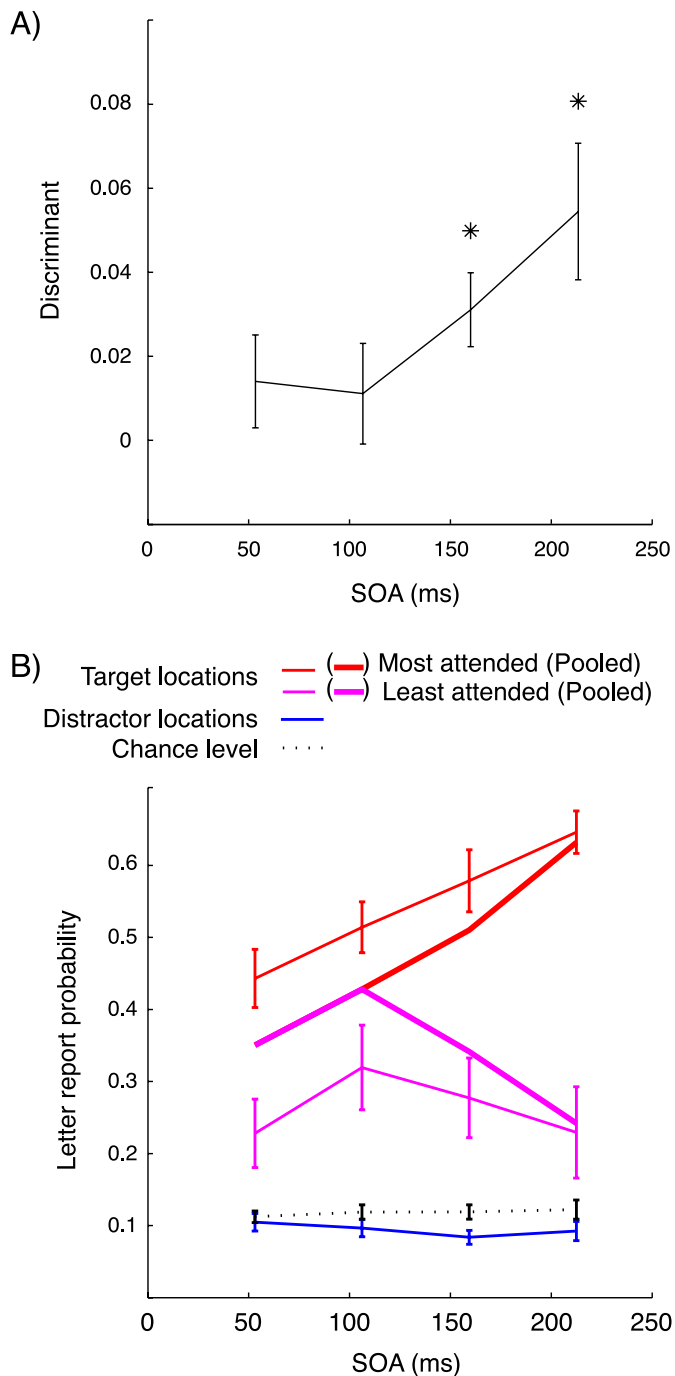 A)
0.08
0.06
0.04
0.02
0
Discriminant
0 50 100 150 200 250
SOA (ms)
B)
Target locations ( ) Most attended (Pooled)
( ) Least attended (Pooled)
Distractor locations
Chance level
0.6
0.5
0.4
0.3
0.2
0.1
Letter report probability
0 50 100 150 200 250
SOA (ms)